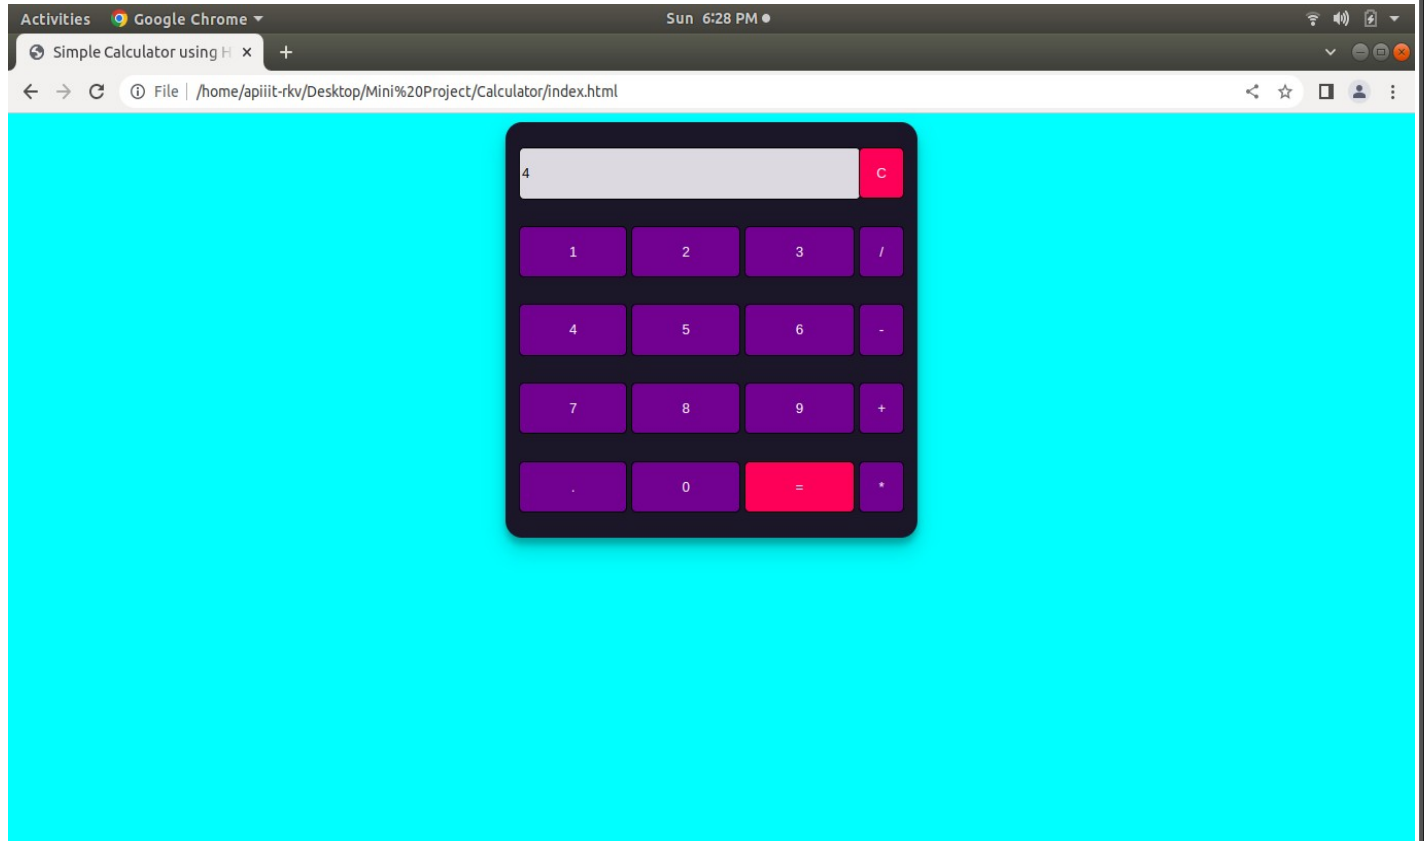 Activities Google Chrome Sun 6:28 PM
Simple Calculator using H
File /home/apiiit-rkv/Desktop/Mini%20Project/Calculator/index.html
4 C
1 2 3 /
4 5 6 -
7 8 9 +
. 0 = *